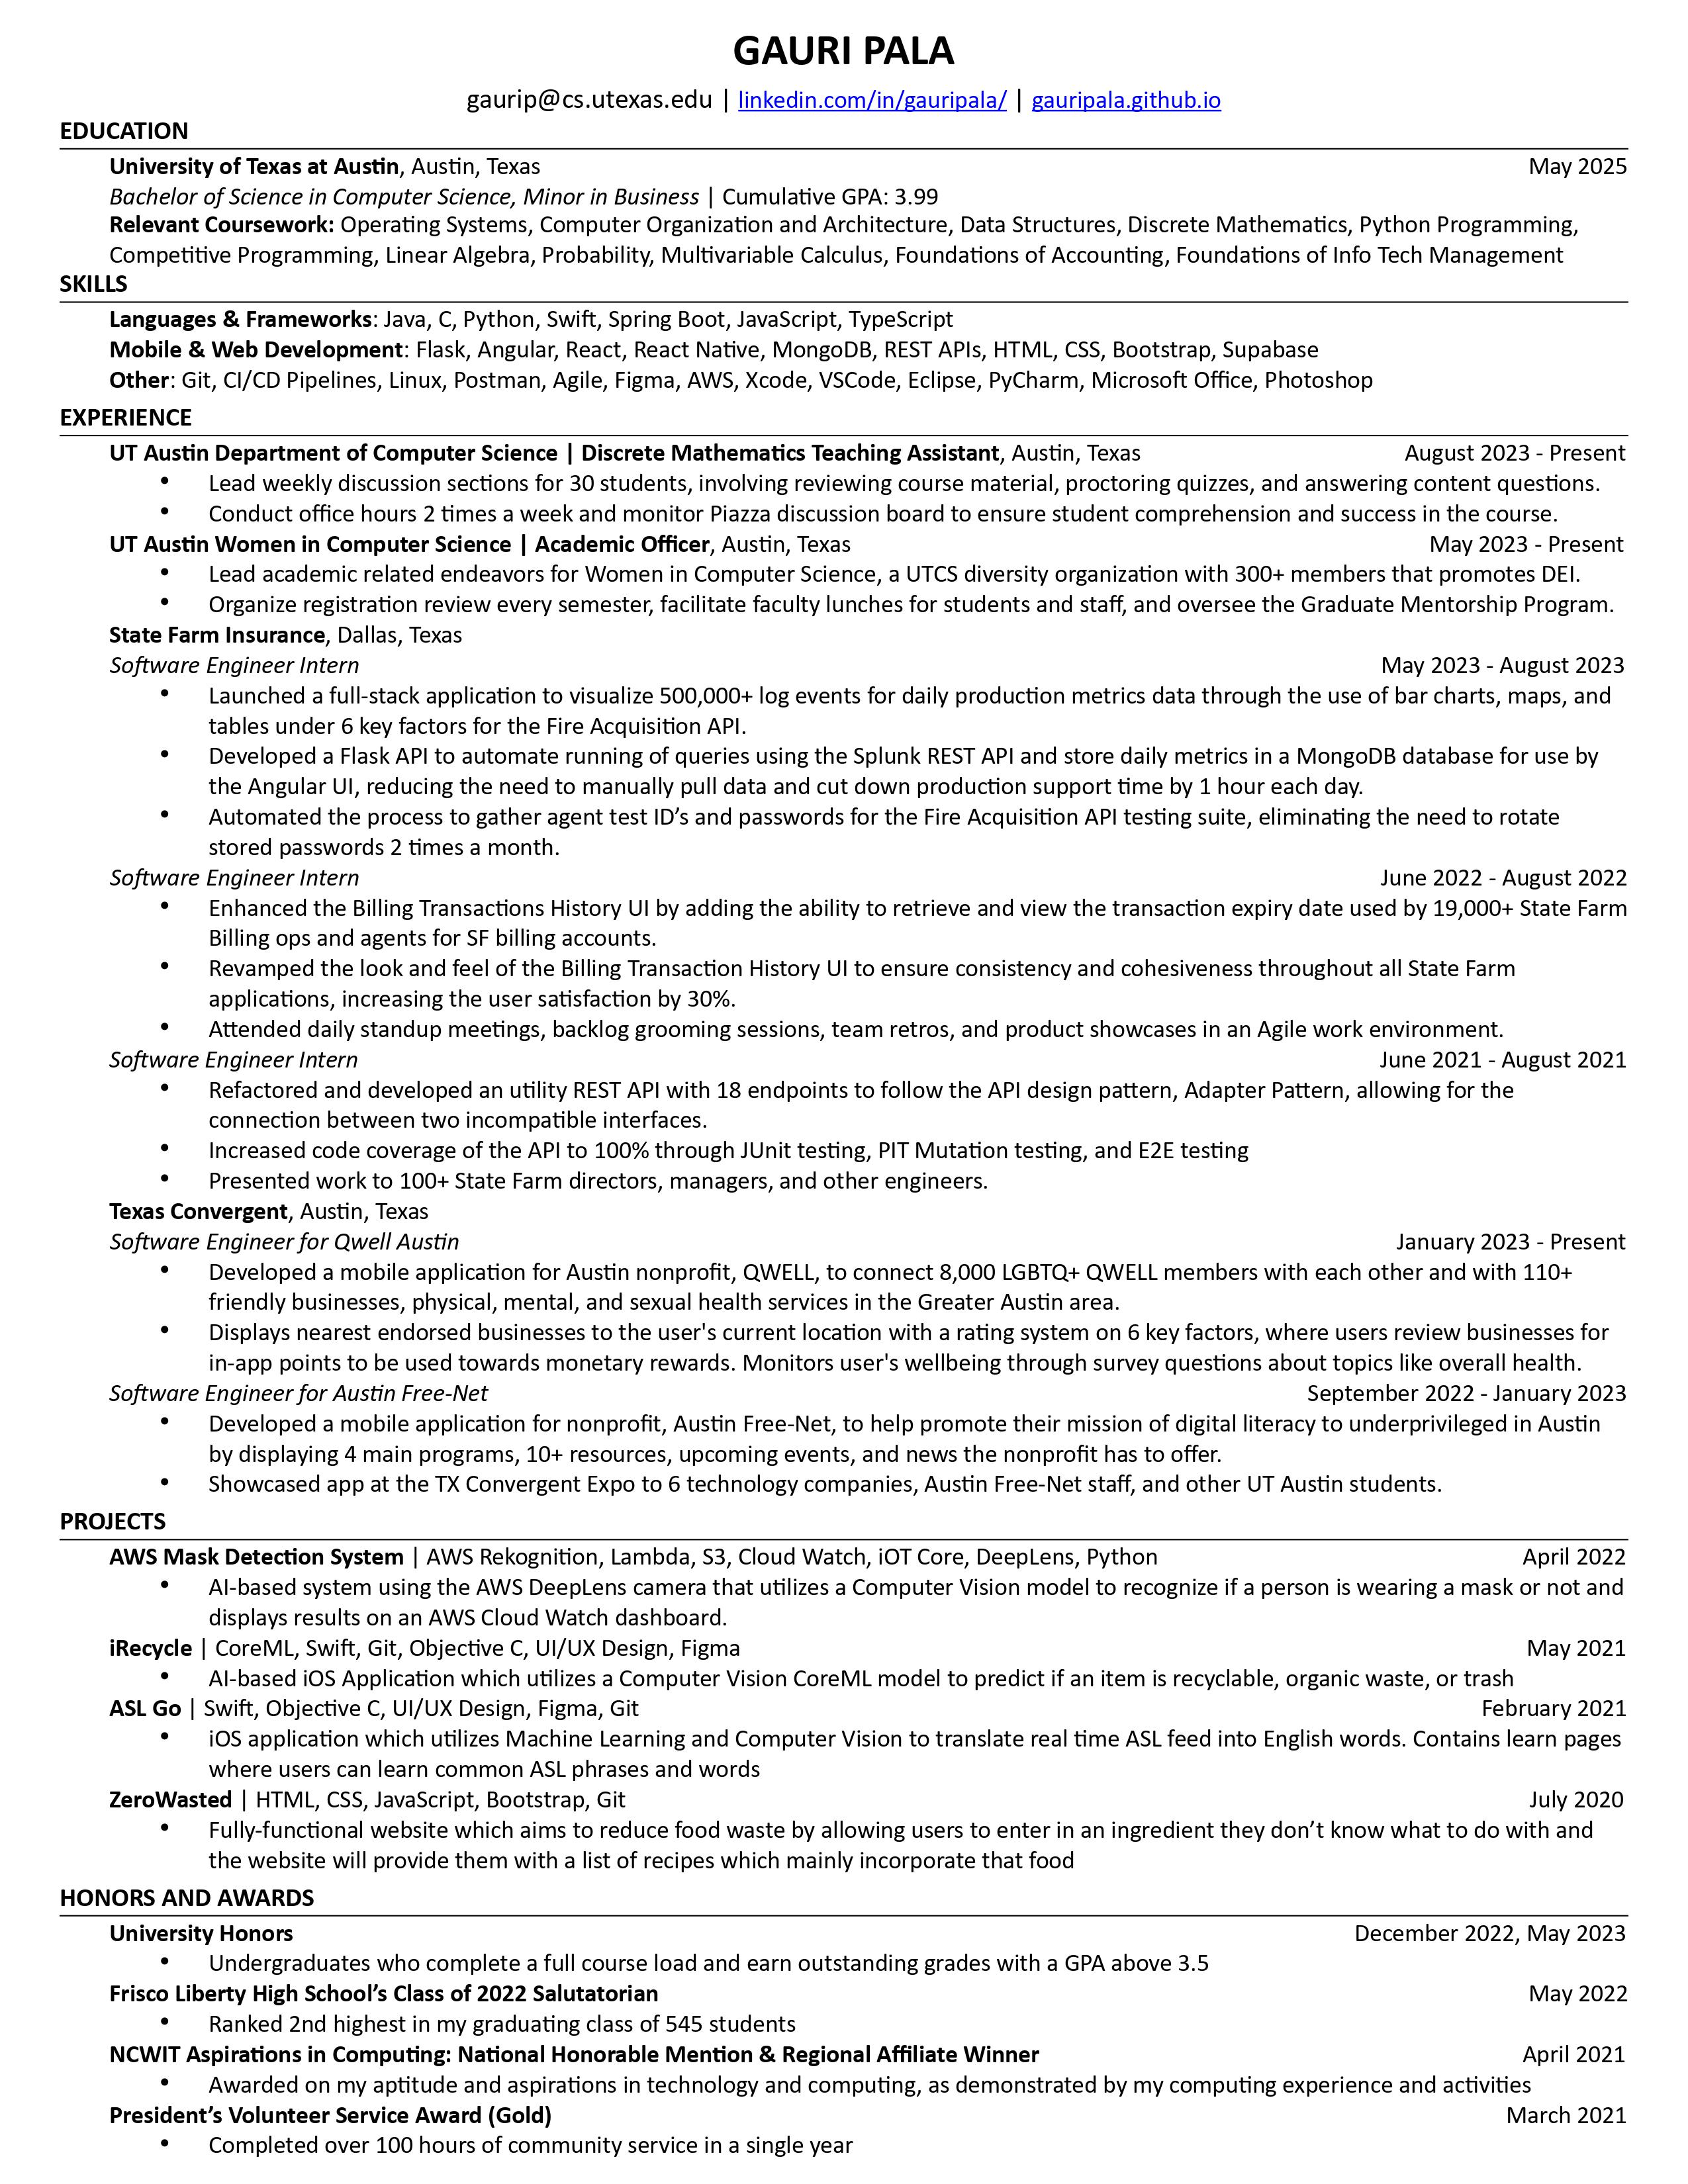 GAURI PALA
gaurip@cs.utexas.edu | linkedin.com/in/gauripala/ | gauripala.github.io
EDUCATION
University of Texas at Austin, Austin, Texas May 2025
Bachelor of Science in Computer Science, Minor in Business | Cumulative GPA: 3.99
Relevant Coursework: Operating Systems, Computer Organization and Architecture, Data Structures, Discrete Mathematics, Python Programming,
Competitive Programming, Linear Algebra, Probability, Multivariable Calculus, Foundations of Accounting, Foundations of Info Tech Management
SKILLS
Languages & Frameworks: Java, C, Python, Swift, Spring Boot, JavaScript, TypeScript
Mobile & Web Development: Flask, Angular, React, React Native, MongoDB, REST APIs, HTML, CSS, Bootstrap, Supabase
Other: Git, CI/CD Pipelines, Linux, Postman, Agile, Figma, AWS, Xcode, VSCode, Eclipse, PyCharm, Microsoft Office, Photoshop
EXPERIENCE
UT Austin Department of Computer Science | Discrete Mathematics Teaching Assistant, Austin, Texas August 2023 - Present
• Lead weekly discussion sections for 30 students, involving reviewing course material, proctoring quizzes, and answering content questions.
• Conduct office hours 2 times a week and monitor Piazza discussion board to ensure student comprehension and success in the course.
UT Austin Women in Computer Science | Academic Officer, Austin, Texas May 2023 - Present
• Lead academic related endeavors for Women in Computer Science, a UTCS diversity organization with 300+ members that promotes DEI.
• Organize registration review every semester, facilitate faculty lunches for students and staff, and oversee the Graduate Mentorship Program.
State Farm Insurance, Dallas, Texas
Software Engineer Intern May 2023 - August 2023
• Launched a full-stack application to visualize 500,000+ log events for daily production metrics data through the use of bar charts, maps, and
tables under 6 key factors for the Fire Acquisition API.
• Developed a Flask API to automate running of queries using the Splunk REST API and store daily metrics in a MongoDB database for use by
the Angular UI, reducing the need to manually pull data and cut down production support time by 1 hour each day.
• Automated the process to gather agent test ID’s and passwords for the Fire Acquisition API testing suite, eliminating the need to rotate
stored passwords 2 times a month.
Software Engineer Intern June 2022 - August 2022
• Enhanced the Billing Transactions History UI by adding the ability to retrieve and view the transaction expiry date used by 19,000+ State Farm
Billing ops and agents for SF billing accounts.
• Revamped the look and feel of the Billing Transaction History UI to ensure consistency and cohesiveness throughout all State Farm
applications, increasing the user satisfaction by 30%.
• Attended daily standup meetings, backlog grooming sessions, team retros, and product showcases in an Agile work environment.
Software Engineer Intern June 2021 - August 2021
• Refactored and developed an utility REST API with 18 endpoints to follow the API design pattern, Adapter Pattern, allowing for the
connection between two incompatible interfaces.
• Increased code coverage of the API to 100% through JUnit testing, PIT Mutation testing, and E2E testing
• Presented work to 100+ State Farm directors, managers, and other engineers.
Texas Convergent, Austin, Texas
Software Engineer for Qwell Austin January 2023 - Present
• Developed a mobile application for Austin nonprofit, QWELL, to connect 8,000 LGBTQ+ QWELL members with each other and with 110+
friendly businesses, physical, mental, and sexual health services in the Greater Austin area.
• Displays nearest endorsed businesses to the user's current location with a rating system on 6 key factors, where users review businesses for
in-app points to be used towards monetary rewards. Monitors user's wellbeing through survey questions about topics like overall health.
Software Engineer for Austin Free-Net September 2022 - January 2023
• Developed a mobile application for nonprofit, Austin Free-Net, to help promote their mission of digital literacy to underprivileged in Austin
by displaying 4 main programs, 10+ resources, upcoming events, and news the nonprofit has to offer.
• Showcased app at the TX Convergent Expo to 6 technology companies, Austin Free-Net staff, and other UT Austin students.
PROJECTS
AWS Mask Detection System | AWS Rekognition, Lambda, S3, Cloud Watch, iOT Core, DeepLens, Python April 2022
• AI-based system using the AWS DeepLens camera that utilizes a Computer Vision model to recognize if a person is wearing a mask or not and
displays results on an AWS Cloud Watch dashboard.
iRecycle | CoreML, Swift, Git, Objective C, UI/UX Design, Figma May 2021
• AI-based iOS Application which utilizes a Computer Vision CoreML model to predict if an item is recyclable, organic waste, or trash
ASL Go | Swift, Objective C, UI/UX Design, Figma, Git February 2021
• iOS application which utilizes Machine Learning and Computer Vision to translate real time ASL feed into English words. Contains learn pages
where users can learn common ASL phrases and words
ZeroWasted | HTML, CSS, JavaScript, Bootstrap, Git July 2020
• Fully-functional website which aims to reduce food waste by allowing users to enter in an ingredient they don’t know what to do with and
the website will provide them with a list of recipes which mainly incorporate that food
HONORS AND AWARDS
University Honors December 2022, May 2023
• Undergraduates who complete a full course load and earn outstanding grades with a GPA above 3.5
Frisco Liberty High School’s Class of 2022 Salutatorian May 2022
• Ranked 2nd highest in my graduating class of 545 students
NCWIT Aspirations in Computing: National Honorable Mention & Regional Affiliate Winner April 2021
• Awarded on my aptitude and aspirations in technology and computing, as demonstrated by my computing experience and activities
President’s Volunteer Service Award (Gold) March 2021
• Completed over 100 hours of community service in a single year